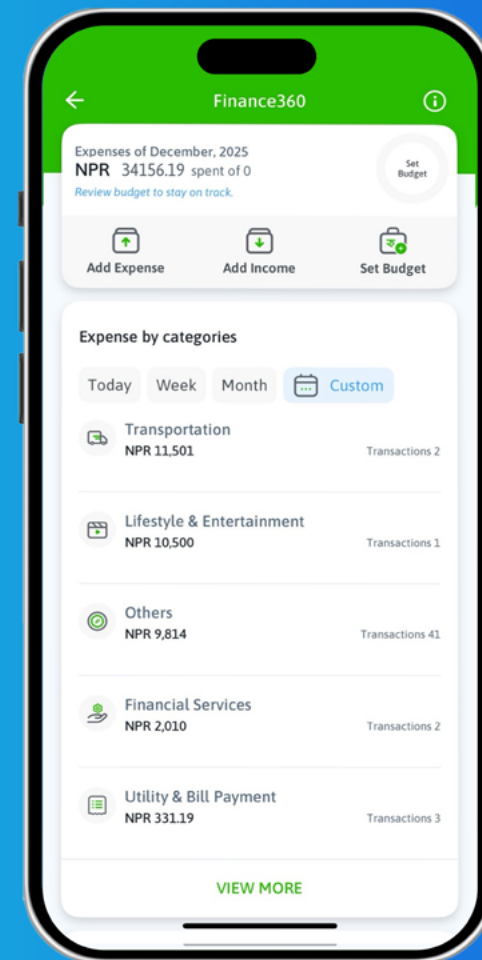 Finance360
Expenses of December, 2025
NPR 34156.19 spent of 0
Review budget to stay on track.
Set
Budget
Add Expense
Add Income
Set Budget
Expense by categories
Today
Week
Month
Custom
Transportation
NPR 11,501
Transactions 2
Lifestyle & Entertainment
NPR 10,500
Transactions 1
Others
NPR 9,814
Transactions 41
Financial Services
NPR 2,010
Transactions 2
Utility & Bill Payment
NPR 331.19
Transactions 3
VIEW MORE